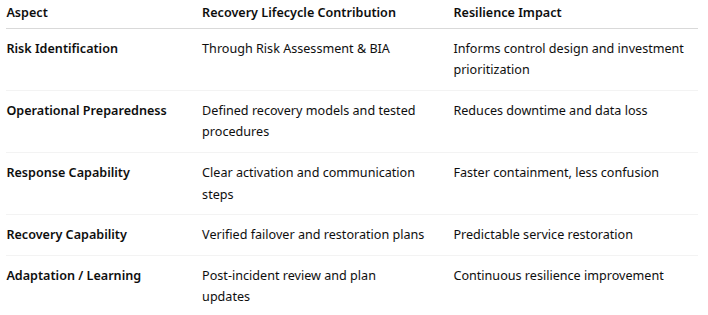 Aspect Recovery Lifecycle Contribution Resilience Impact
Risk Identification Through Risk Assessment & BIA Informs control design and investment
prioritization
Operational Preparedness Defined recovery models and tested Reduces downtime and data loss
procedures
Response Capability Clear activation and communication Faster containment, less confusion
steps
Recovery Capability Verified failover and restoration plans Predictable service restoration
Adaptation / Learning Post-incident review and plan Continuous resilience improvement
updates